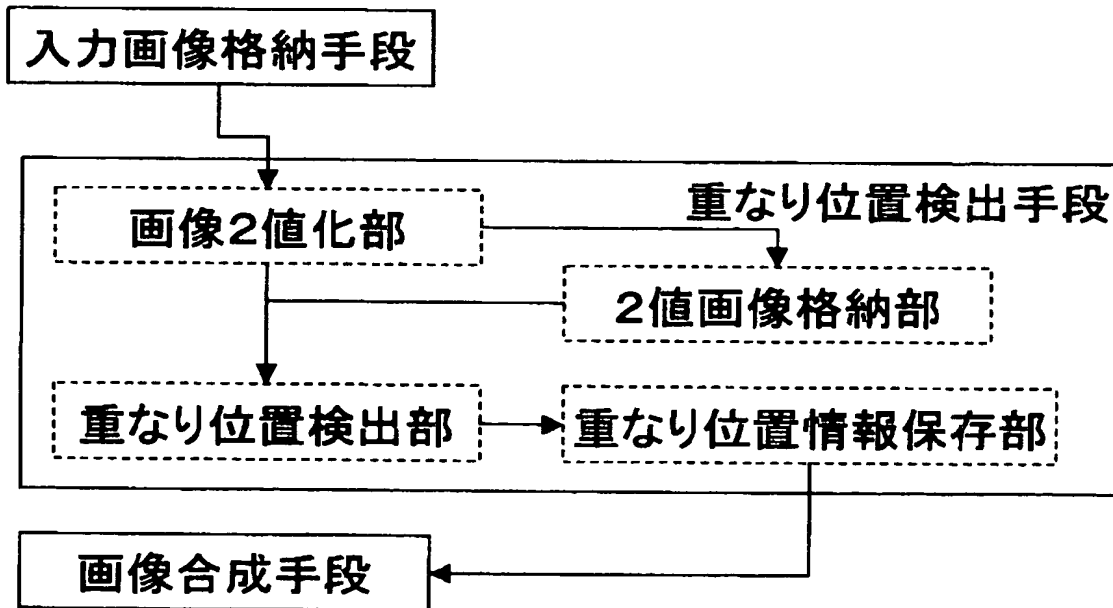 入力画像格納手段
重なり位置検出手段
画像2値化部
2値画像格納部
重なり位置検出部
重なり位置情報保存部
画像合成手段